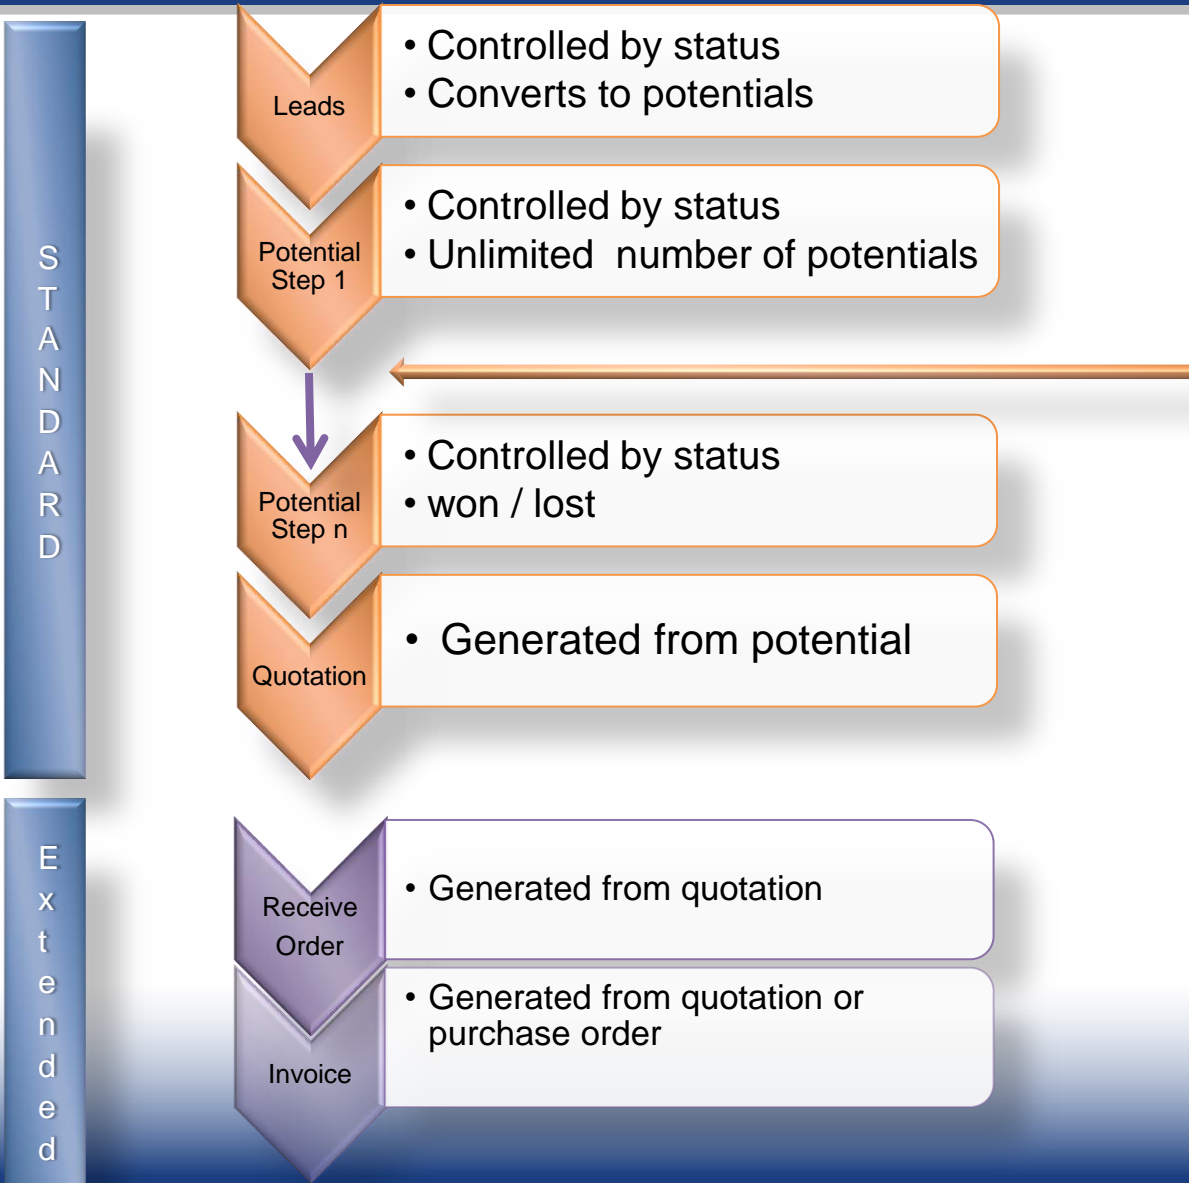 STANDARD
Leads
• Controlled by status
• Converts to potentials
Potential
Step 1
• Controlled by status
• Unlimited  number of potentials
Potential
Step n
• Controlled by status
• won / lost
Quotation
• Generated from potential
Extended
Receive
Order
• Generated from quotation
Invoice
• Generated from quotation or
purchase order